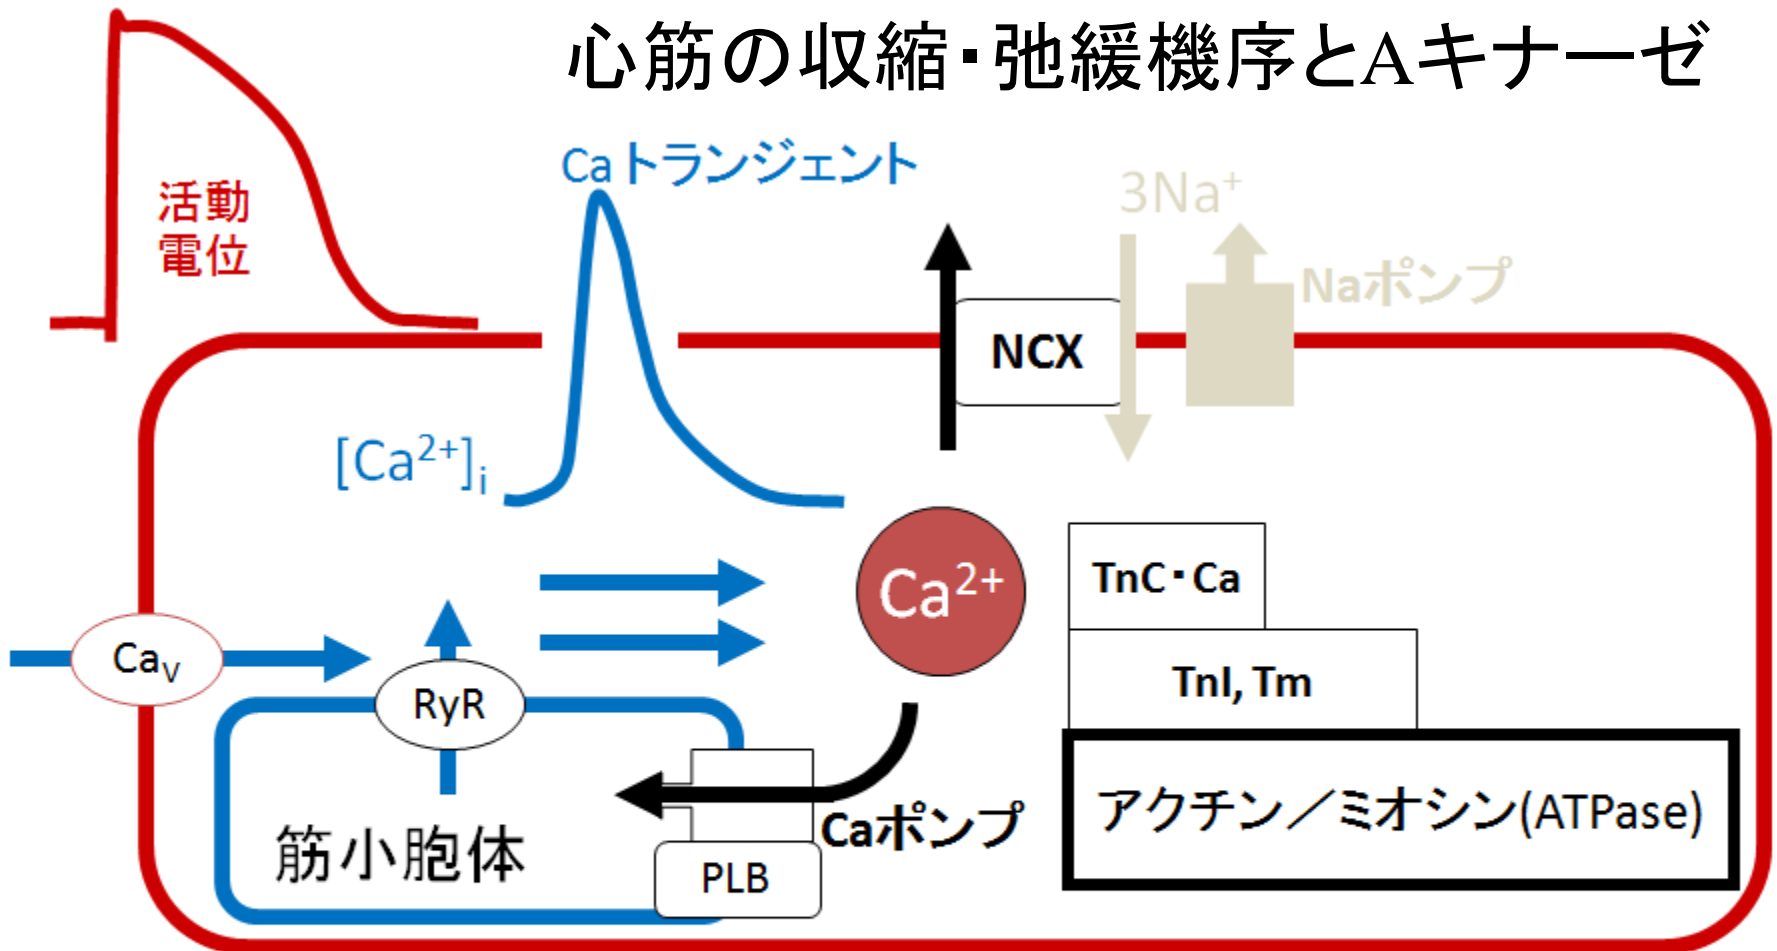 心筋の収縮・弛緩機序とAキナーゼ
Caトランジェント
活動
電位
3Na⁺
Naポンプ
NCX
[Ca²⁺]ᵢ
Ca²⁺
TnC・Ca
CaV
TnI, Tm
RyR
アクチン／ミオシン(ATPase)
Caポンプ
筋小胞体
PLB